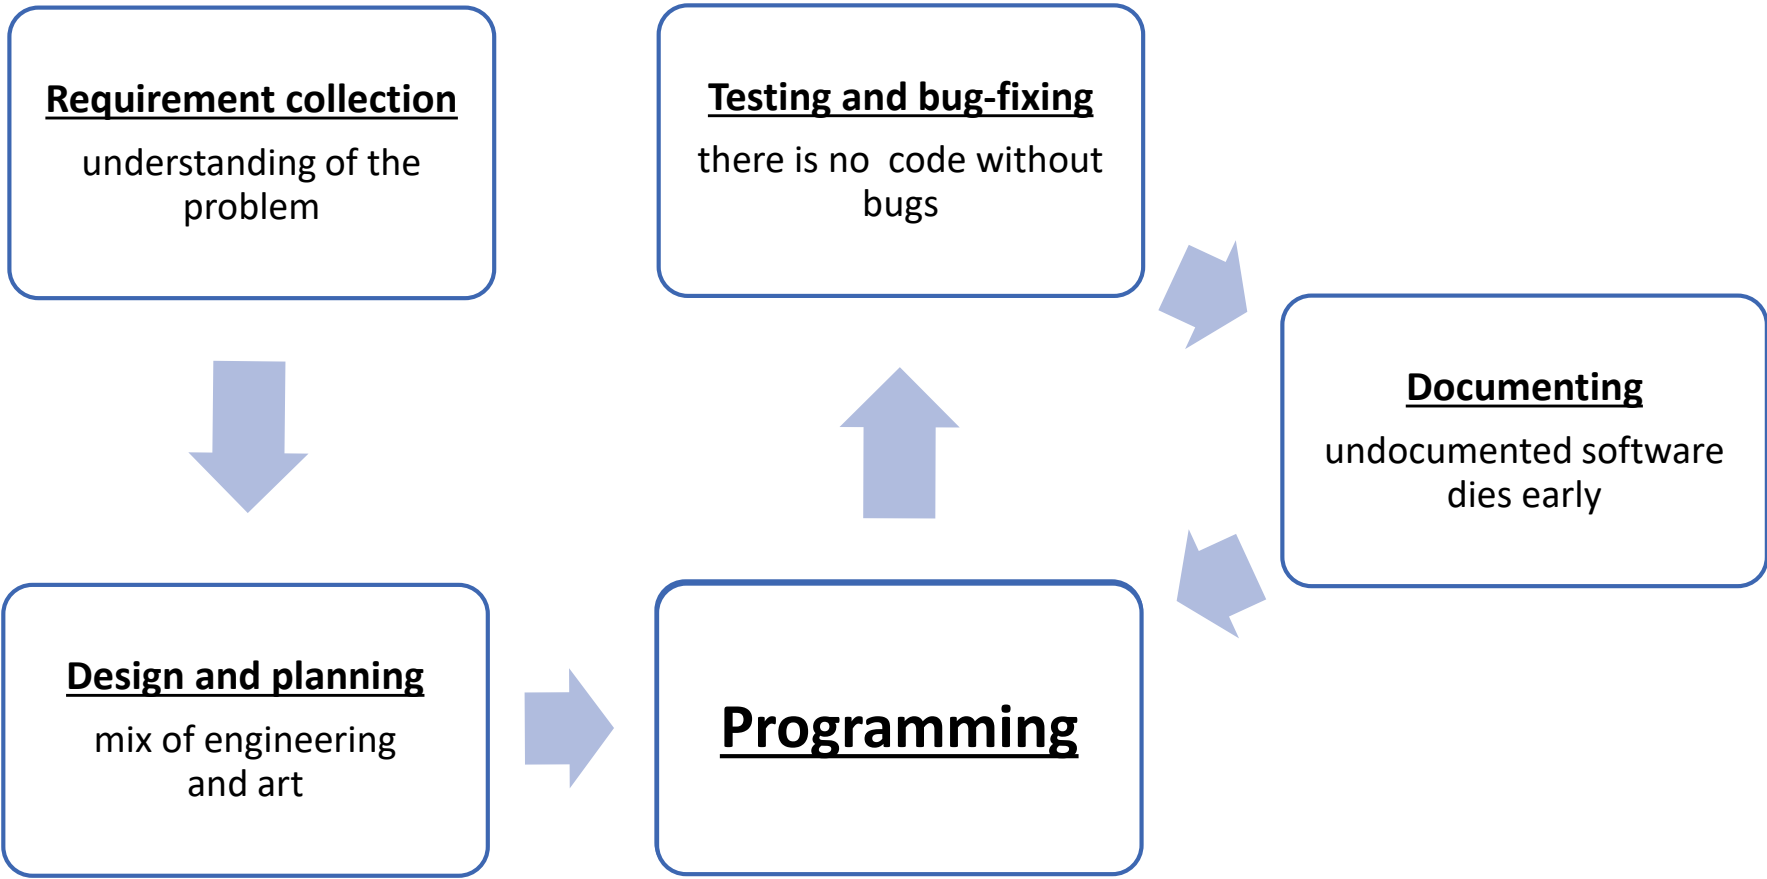 Requirement collection
understanding of the
problem
Testing and bug-fixing
there is no  code without
bugs
Documenting
undocumented software
dies early
Design and planning
mix of engineering
and art
Programming